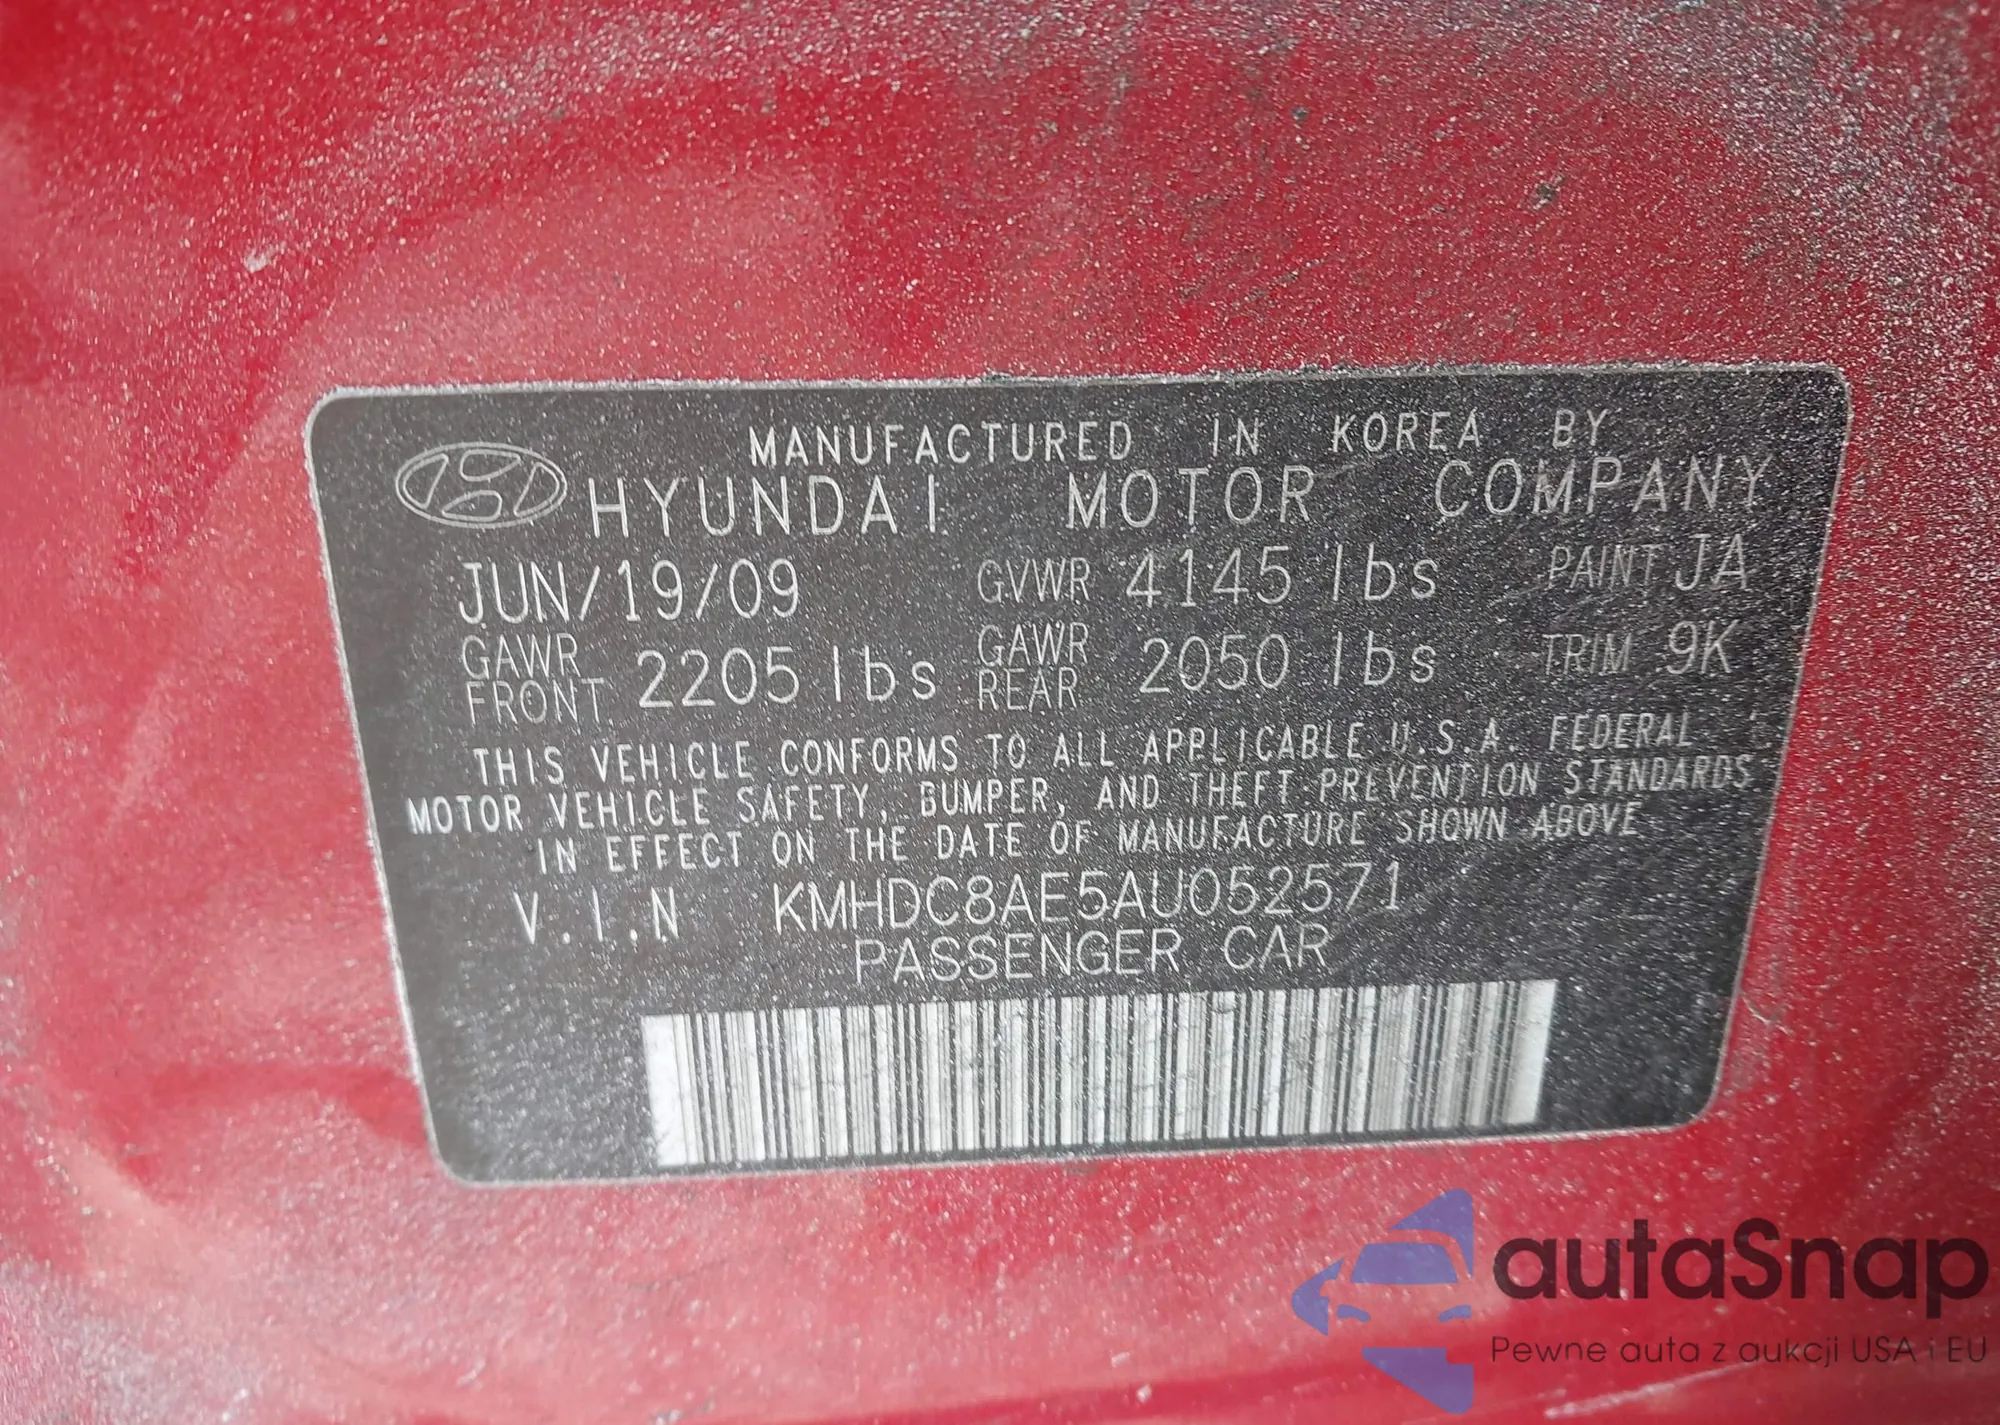 MANUFACTURED IN KOREA BY
HYUNDAI MOTOR COMPANY
JUN/19/09 GVWR 4145 lbs PAINT JA
GAWR FRONT 2205 lbs GAWR REAR 2050 lbs TRIM 9K
THIS VEHICLE CONFORMS TO ALL APPLICABLE U.S.A. FEDERAL
MOTOR VEHICLE SAFETY, BUMPER, AND THEFT PREVENTION STANDARDS
IN EFFECT ON THE DATE OF MANUFACTURE SHOWN ABOVE
V.I.N KMHDC8AE5AU052571
PASSENGER CAR
autaSnap
Pewne auta z aukcji USA i EU